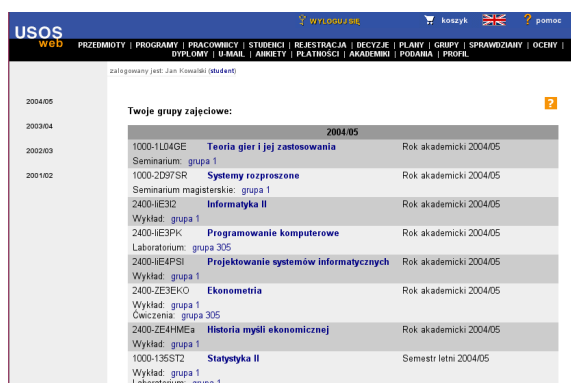 USOS
web
WYLOGUJ SIĘ
koszyk
? pomoc
PRZEDMIOTY | PROGRAMY | PRACOWNICY | STUDENCI | REJESTRACJA | DECYZJE | PLANY | GRUPY | SPRAWDZIANY | OCENY |
DYPLOMY | U-MAIL | ANKIETY | PŁATNOŚCI | AKADEMIKI | PODANIA | PROFIL
zalogowany jest: Jan Kowalski (student)
2004/05
2003/04
2002/03
2001/02
Twoje grupy zajęciowe:
?
2004/05
1000-1L04GE Teoria gier i jej zastosowania Rok akademicki 2004/05
Seminarium: grupa 1
1000-2D97SR Systemy rozproszone Rok akademicki 2004/05
Seminarium magisterskie: grupa 1
2400-IiE3I2 Informatyka II Rok akademicki 2004/05
Wykład: grupa 1
2400-IiE3PK Programowanie komputerowe Rok akademicki 2004/05
Laboratorium: grupa 305
2400-IiE4PSI Projektowanie systemów informatycznych Rok akademicki 2004/05
Wykład: grupa 1
2400-ZE3EKO Ekonometria Rok akademicki 2004/05
Wykład: grupa 1
Ćwiczenia: grupa 305
2400-ZE4HMEa Historia myśli ekonomicznej Rok akademicki 2004/05
Wykład: grupa 1
1000-135ST2 Statystyka II Semestr letni 2004/05
Wykład: grupa 1
Laboratorium: grupa 1